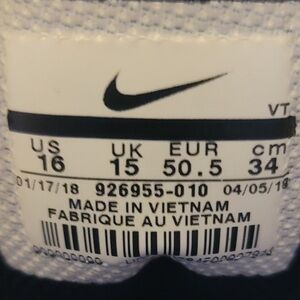 VT
US UK EUR cm
16 15 50.5 34
01/17/18 926955-010 04/05/18
MADE IN VIETNAM
FABRIQUE AU VIETNAM